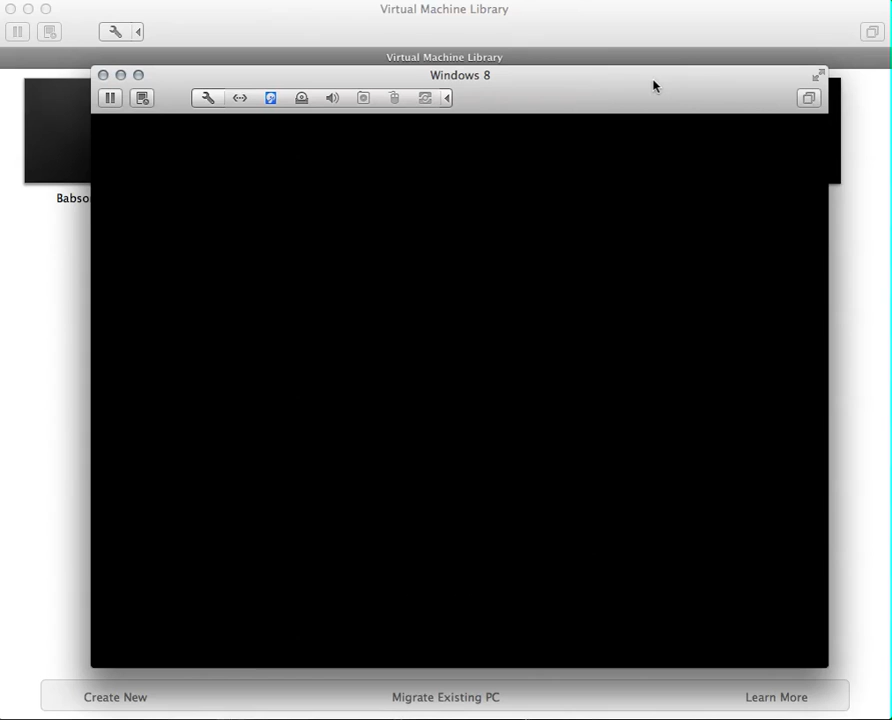 Virtual Machine Library
Virtual Machine Library
Windows 8
Babso
Create New
Migrate Existing PC
Learn More